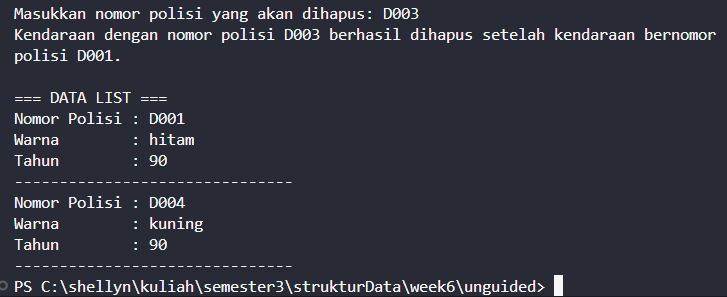 Masukkan nomor polisi yang akan dihapus: D003
Kendaraan dengan nomor polisi D003 berhasil dihapus setelah kendaraan bernomor
polisi D001.
=== DATA LIST ===
Nomor Polisi : D001
Warna        : hitam
Tahun        : 90
-------------------------------
Nomor Polisi : D004
Warna        : kuning
Tahun        : 90
-------------------------------
PS C:\shellyn\kuliah\semester3\strukturData\week6\unguided>